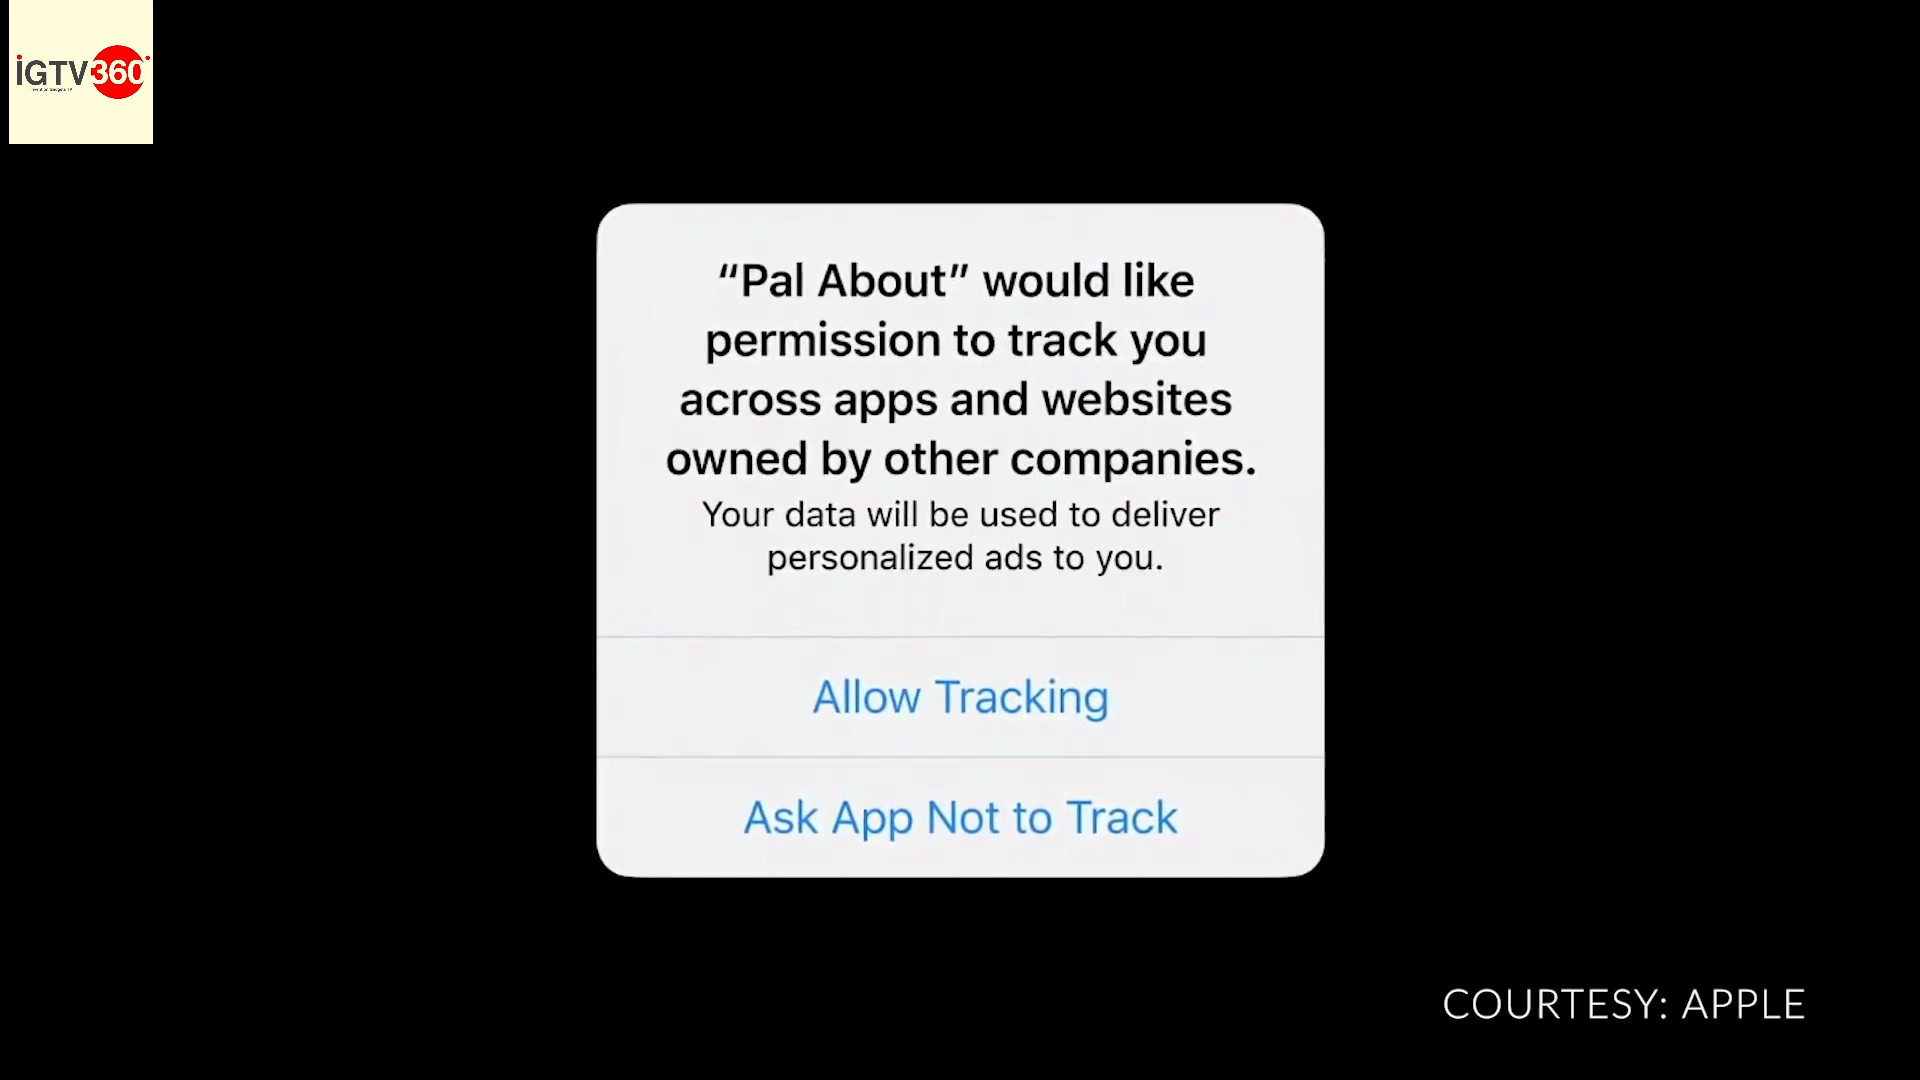 iGTV360
"Pal About" would like
permission to track you
across apps and websites
owned by other companies.
Your data will be used to deliver
personalized ads to you.
Allow Tracking
Ask App Not to Track
COURTESY: APPLE